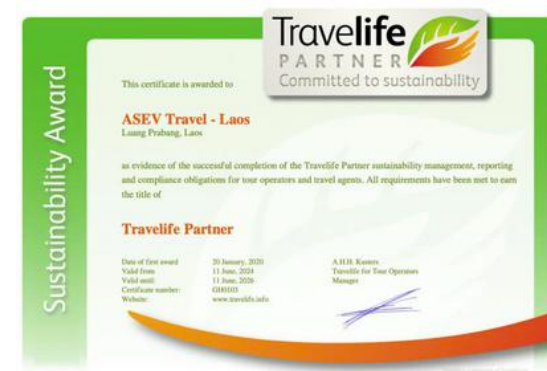 Travelife
PARTNER
Committed to sustainability
Sustainability Award
This certificate is awarded to
ASEV Travel - Laos
Luang Prabang, Laos
as evidence of the successful completion of the Travelife Partner sustainability management, reporting
and compliance obligations for tour operators and travel agents. All requirements have been met to earn
the title of
Travelife Partner
Date of first award 20 January, 2020
Valid from 11 June, 2024
Valid until 11 June, 2026
Certificate number:
Website: www.travelife.info
A.H.H. Kusters
Travelife for Tour Operators
Manager